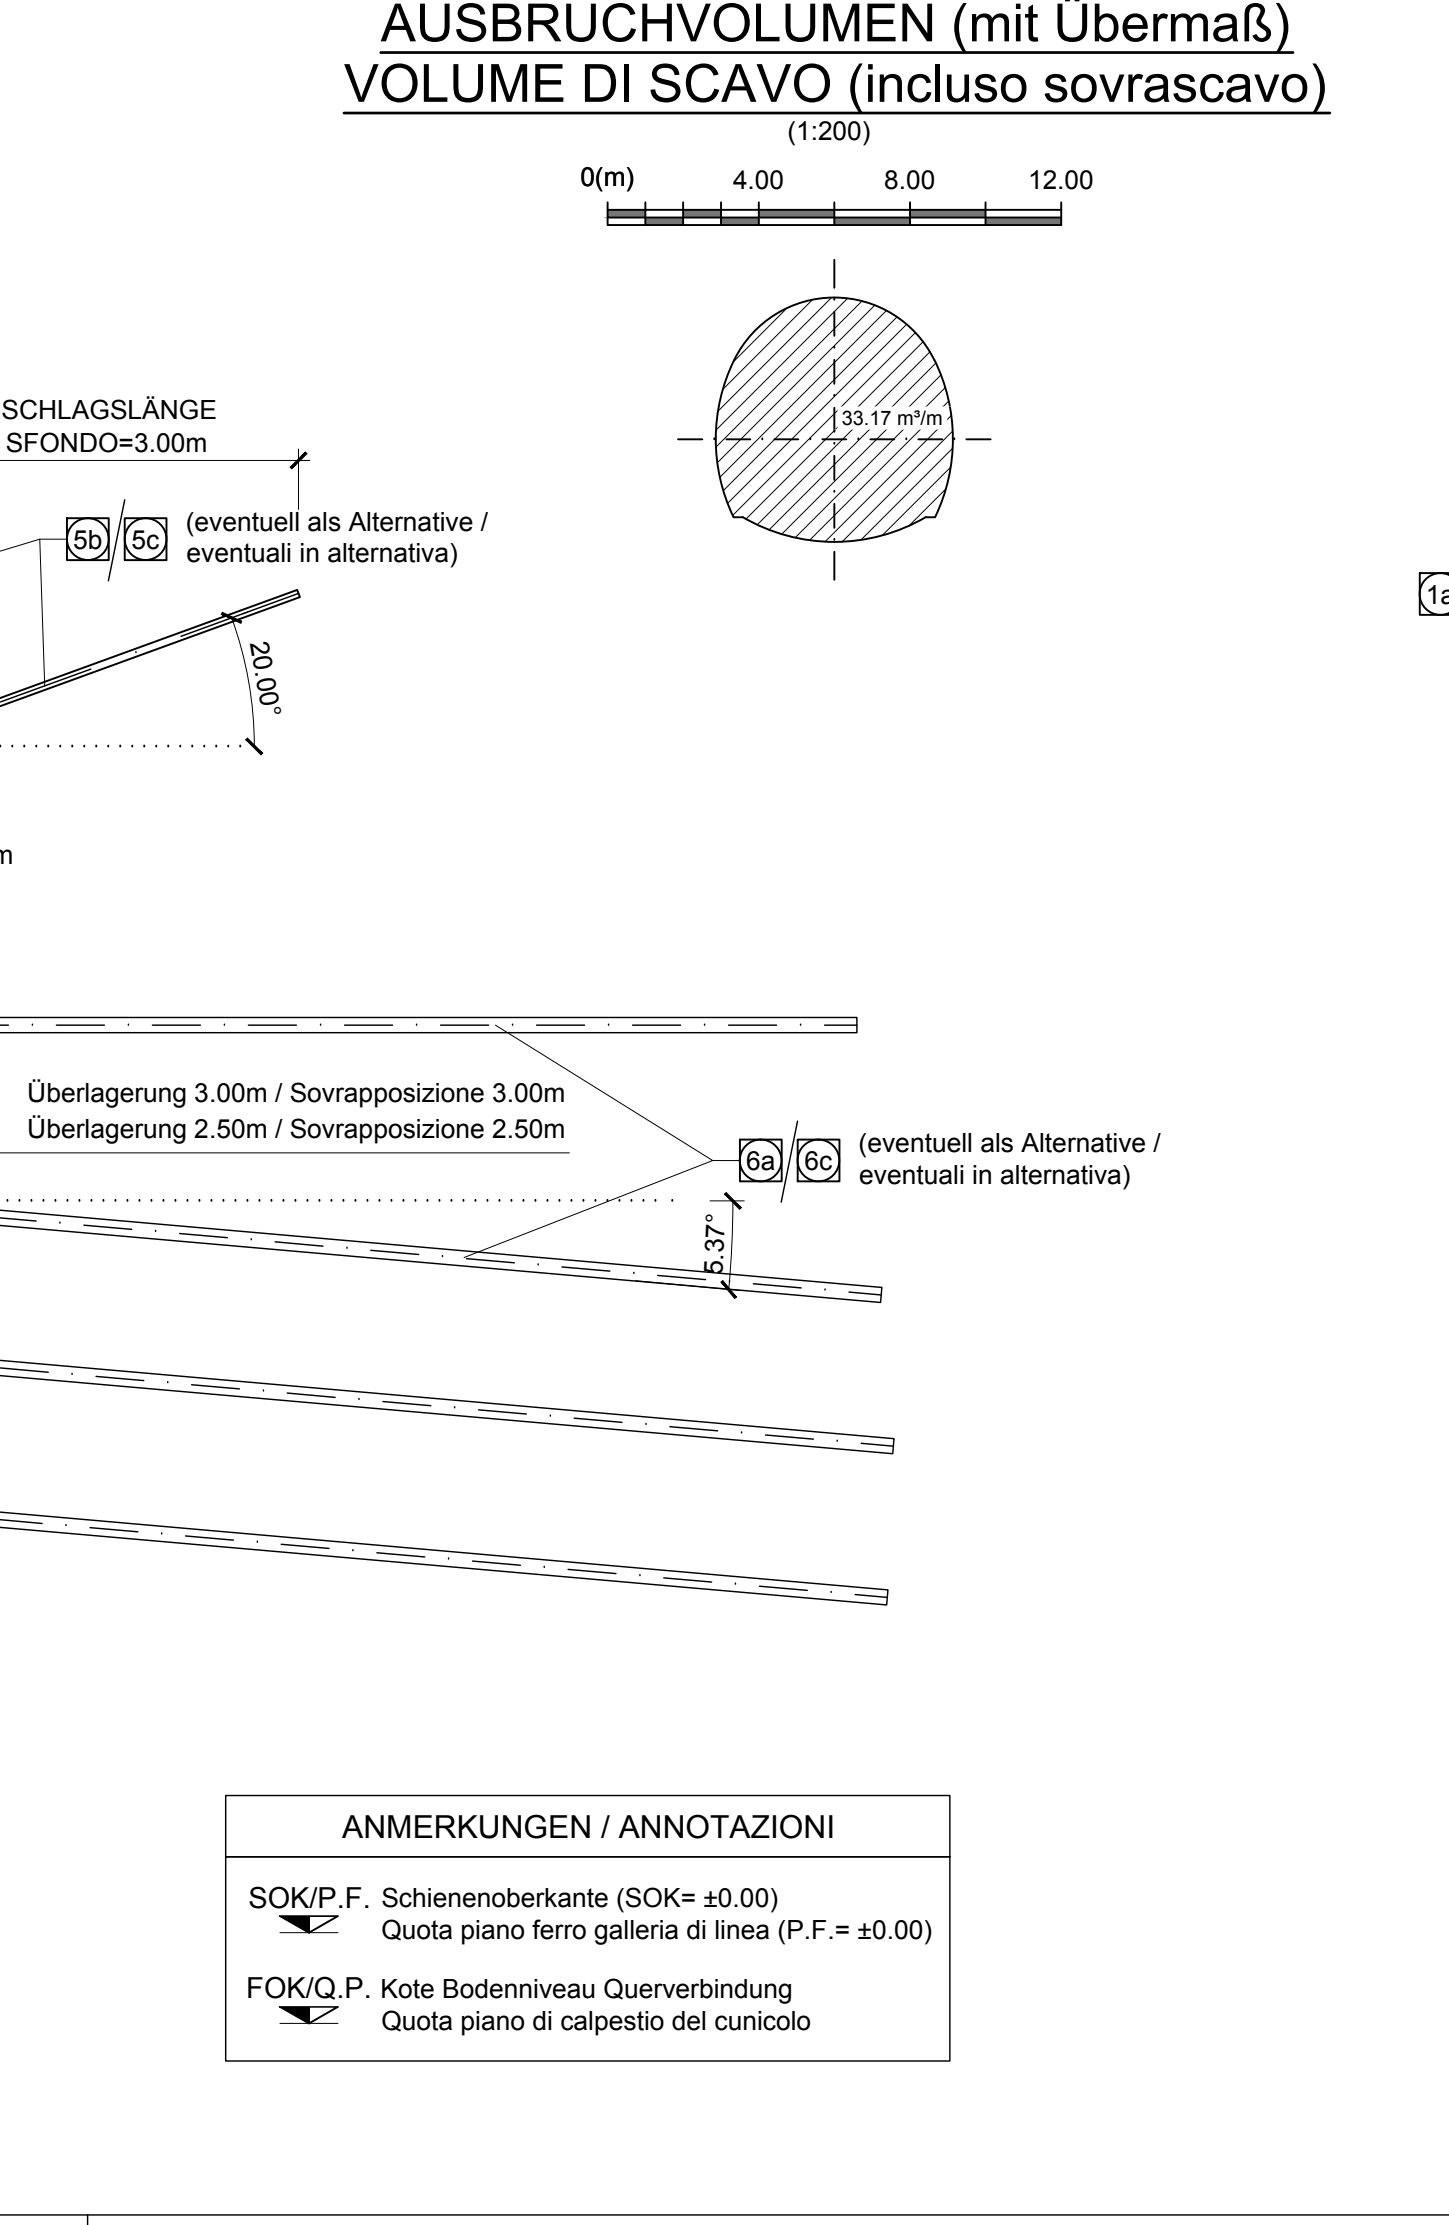 AUSBRUCHVOLUMEN (mit Übermaß)
VOLUME DI SCAVO (incluso sovrascavo)
(1:200)
0(m) 4.00 8.00 12.00
33.17 m³/m
SCHLAGSLÄNGE
SFONDO=3.00m
5b / 5c (eventuell als Alternative /
eventuali in alternativa)
1a
20.00°
m
Überlagerung 3.00m / Sovrapposizione 3.00m
Überlagerung 2.50m / Sovrapposizione 2.50m
6a / 6c (eventuell als Alternative /
eventuali in alternativa)
5.37°
ANMERKUNGEN / ANNOTAZIONI
SOK/P.F. Schienenoberkante (SOK= ±0.00)
Quota piano ferro galleria di linea (P.F.= ±0.00)
FOK/Q.P. Kote Bodenniveau Querverbindung
Quota piano di calpestio del cunicolo